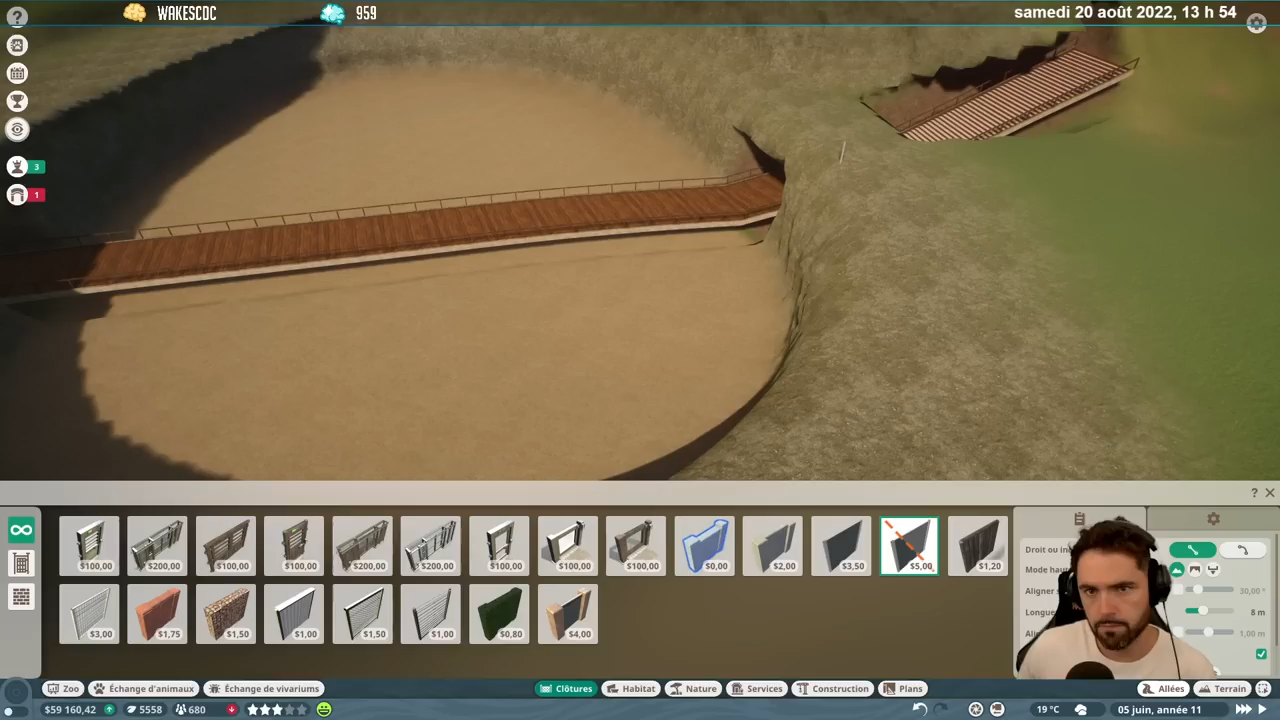 WAKESCDC
959
samedi 20 août 2022, 13 h 54
3
1
$100,00
$200,00
$100,00
$100,00
$200,00
$200,00
$100,00
$100,00
$100,00
$0,00
$2,00
$3,50
$5,00
$1,20
$3,00
$1,75
$1,50
$1,00
$1,50
$1,00
$0,80
$4,00
Droit ou
Mode
Aligner
30,00°
8 m
1,00 m
Zoo
Échange d'animaux
Échange de vivariums
Clôtures
Habitat
Nature
Services
Construction
Plans
Allées
Terrain
$59 160,42
5558
680
19 °C
05 juin, année 11